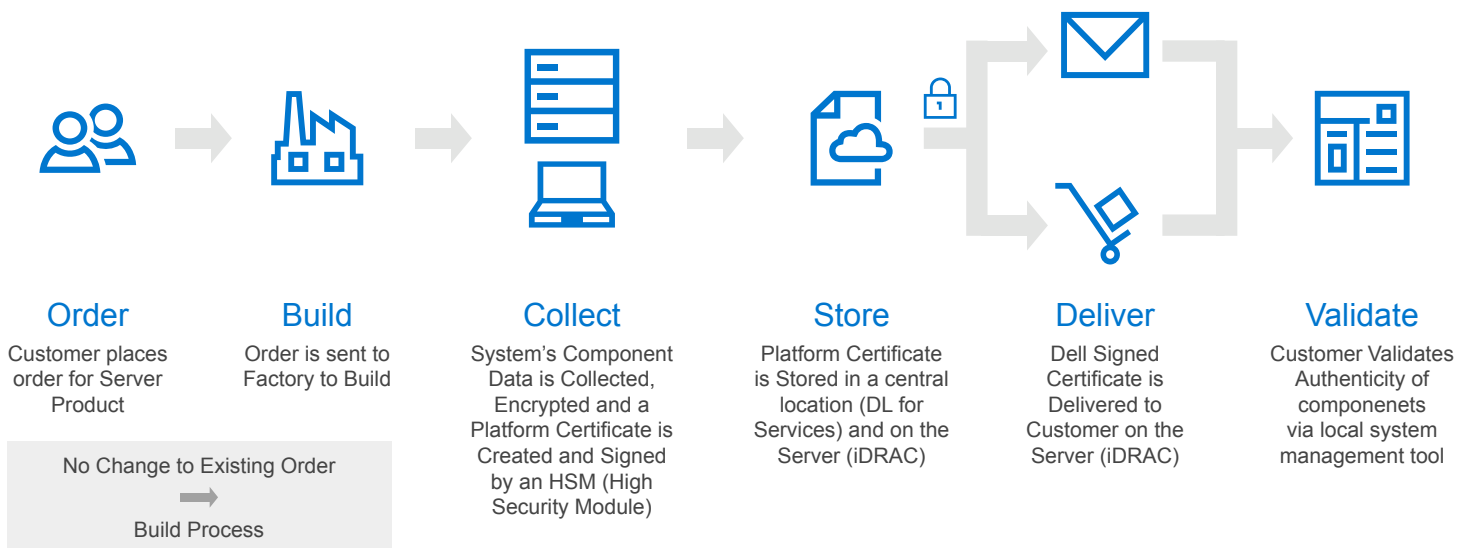 1
Order
Customer places
order for Server
Product
Build
Order is sent to
Factory to Build
Collect
System's Component
Data is Collected,
Encrypted and a
Platform Certificate is
Created and Signed
by an HSM (High
Security Module)
Store
Platform Certificate
is Stored in a central
location (DL for
Services) and on the
Server (iDRAC)
Deliver
Dell Signed
Certificate is
Delivered to
Customer on the
Server (iDRAC)
Validate
Customer Validates
Authenticity of
componenets
via local system
management tool
No Change to Existing Order
Build Process